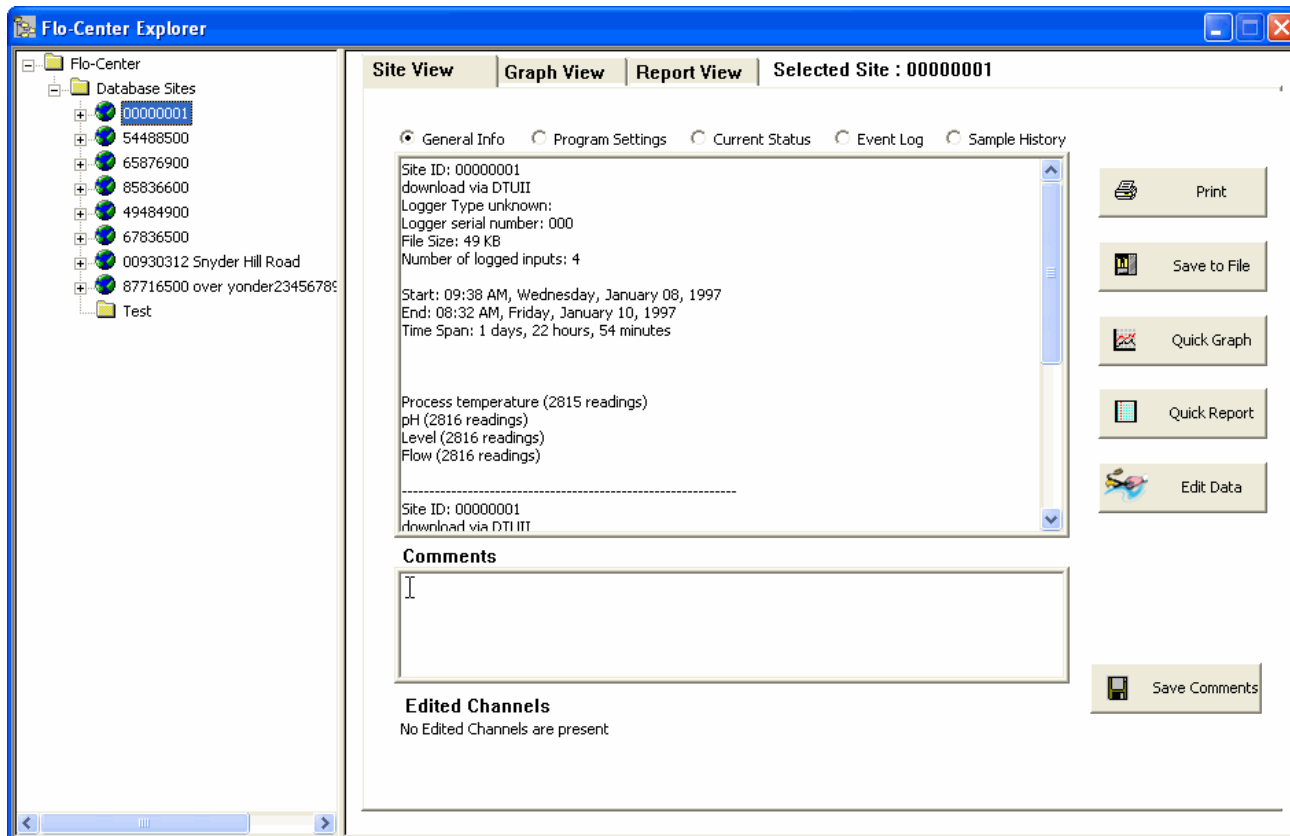 Flo-Center Explorer
Flo-Center
Database Sites
00000001
54488500
65876900
85836600
49484900
67836500
00930312 Snyder Hill Road
87716500 over yonder23456789
Test
Site View
Graph View
Report View
Selected Site : 00000001
General Info
Program Settings
Current Status
Event Log
Sample History
Site ID: 00000001
download via DTUII
Logger Type unknown:
Logger serial number: 000
File Size: 49 KB
Number of logged inputs: 4
Start: 09:38 AM, Wednesday, January 08, 1997
End: 08:32 AM, Friday, January 10, 1997
Time Span: 1 days, 22 hours, 54 minutes
Process temperature (2815 readings)
pH (2816 readings)
Level (2816 readings)
Flow (2816 readings)
-------------------------------------------------------------
Site ID: 00000001
download via DTUII
Print
Save to File
Quick Graph
Quick Report
Edit Data
Comments
Save Comments
Edited Channels
No Edited Channels are present